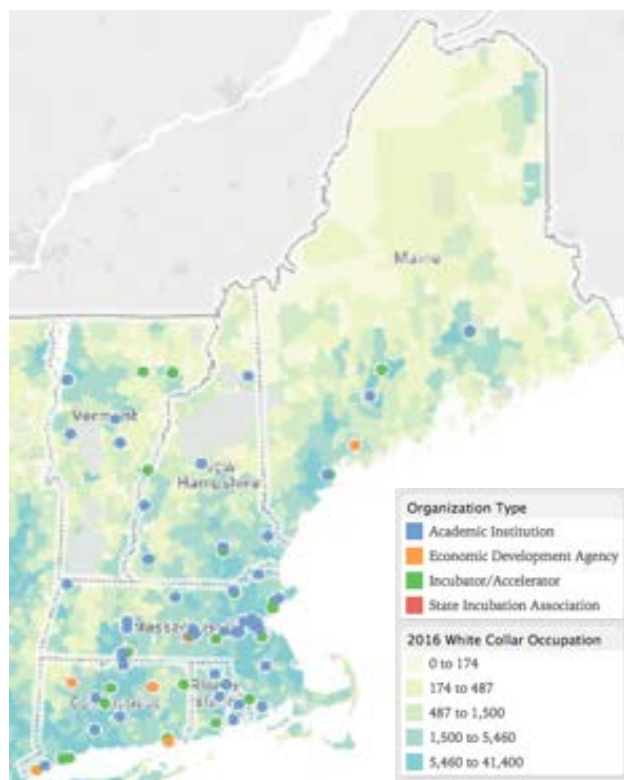 Maine
Vermont
New
Hampshire
Organization Type
Academic Institution
Economic Development Agency
Incubator/Accelerator
State Incubation Association
2016 White Collar Occupation
0 to 174
174 to 487
487 to 1,500
1,500 to 5,460
5,460 to 41,400